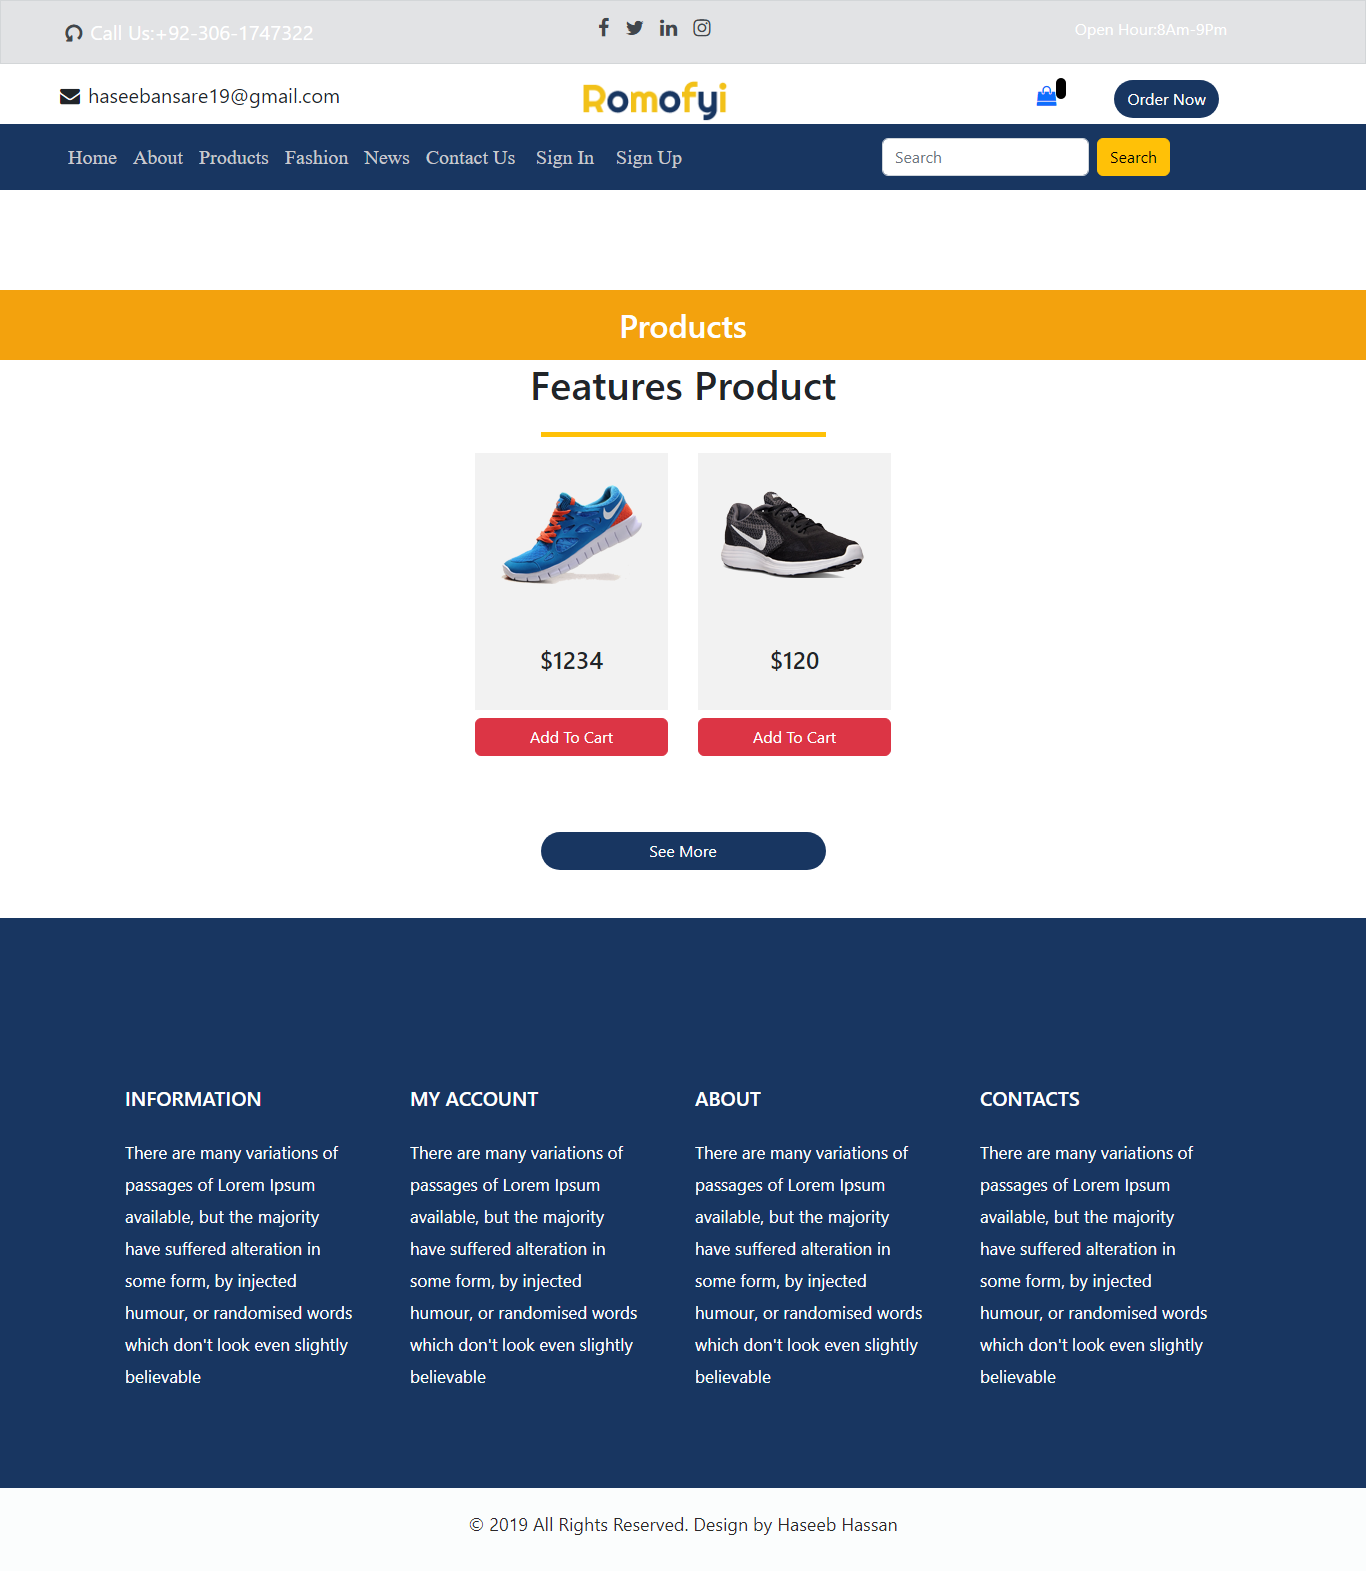 Call Us:+92-306-1747322
Open Hour:8Am-9Pm
haseebansare19@gmail.com
Romofyi
Order Now
Home About Products Fashion News Contact Us Sign In Sign Up
Search
Search
Products
Features Product
$1234
$120
Add To Cart
Add To Cart
See More
INFORMATION
There are many variations of
passages of Lorem Ipsum
available, but the majority
have suffered alteration in
some form, by injected
humour, or randomised words
which don't look even slightly
believable
MY ACCOUNT
There are many variations of
passages of Lorem Ipsum
available, but the majority
have suffered alteration in
some form, by injected
humour, or randomised words
which don't look even slightly
believable
ABOUT
There are many variations of
passages of Lorem Ipsum
available, but the majority
have suffered alteration in
some form, by injected
humour, or randomised words
which don't look even slightly
believable
CONTACTS
There are many variations of
passages of Lorem Ipsum
available, but the majority
have suffered alteration in
some form, by injected
humour, or randomised words
which don't look even slightly
believable
© 2019 All Rights Reserved. Design by Haseeb Hassan